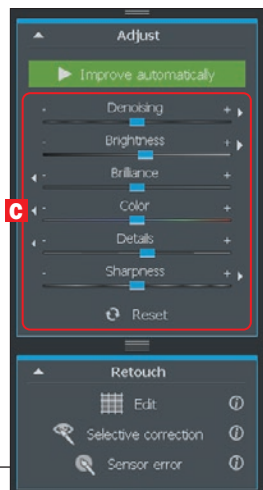 Adjust
Improve automatically
- Denoising +
- Brightness +
- Brilliance +
C - Color +
- Details +
- Sharpness +
Reset
Retouch
Edit i
Selective correction i
Sensor error i